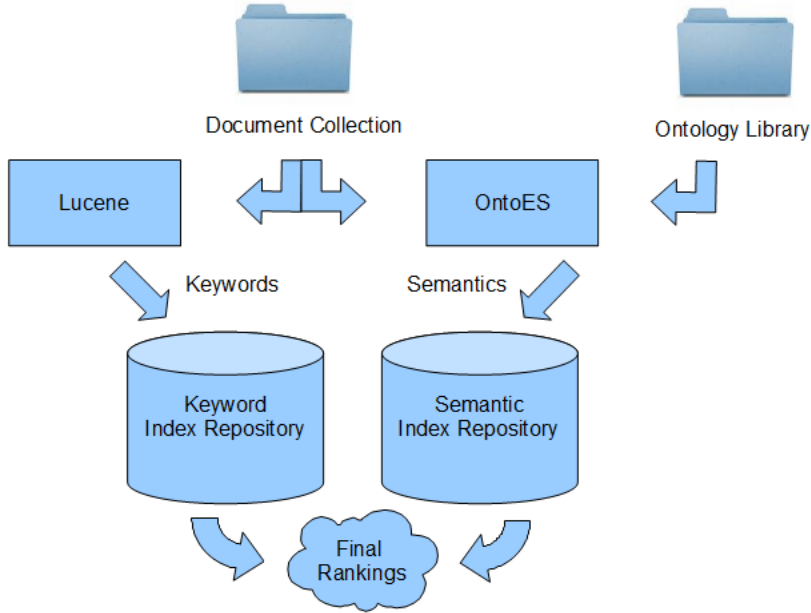 Document Collection
Ontology Library
Lucene
OntoES
Keywords
Semantics
Keyword
Index Repository
Semantic
Index Repository
Final
Rankings